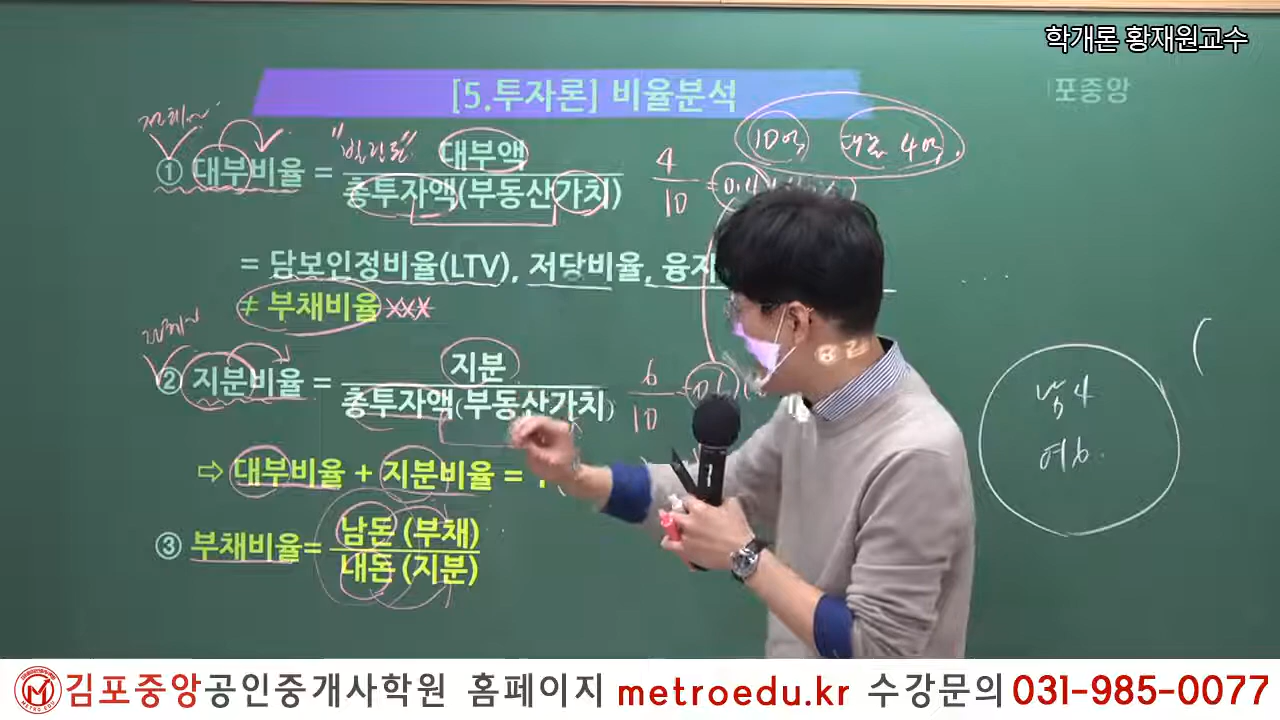 학개론 황재원교수
[5.투자론] 비율분석
포중앙
10억 대출 4억.
전체~
"빌린돈"
① 대부비율 = 대부액
총투자액(부동산가치)
4
10
= 담보인정비율(LTV), 저당비율, 융자
≠ 부채비율 ×××
② 지분비율 = 지분
총투자액(부동산가치)
6
10
남 4
여 6
⇨ 대부비율 + 지분비율 = 1
③ 부채비율= 남돈 (부채)
내돈 (지분)
김포중앙공인중개사학원 홈페이지 metroedu.kr 수강문의 031-985-0077